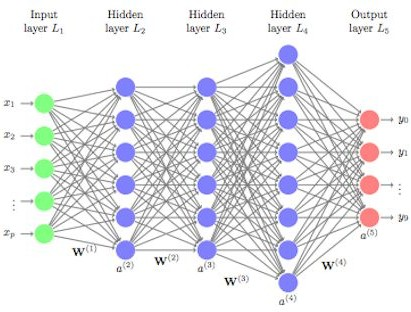 Input
layer L₁
Hidden
layer L₂
Hidden
layer L₃
Hidden
layer L₄
Output
layer L₅
x₁
x₂
x₃
⋮
xₚ
y₀
y₁
⋮
y₉
W⁽¹⁾
a⁽²⁾
W⁽²⁾
a⁽³⁾
W⁽³⁾
a⁽⁴⁾
W⁽⁴⁾
a⁽⁵⁾